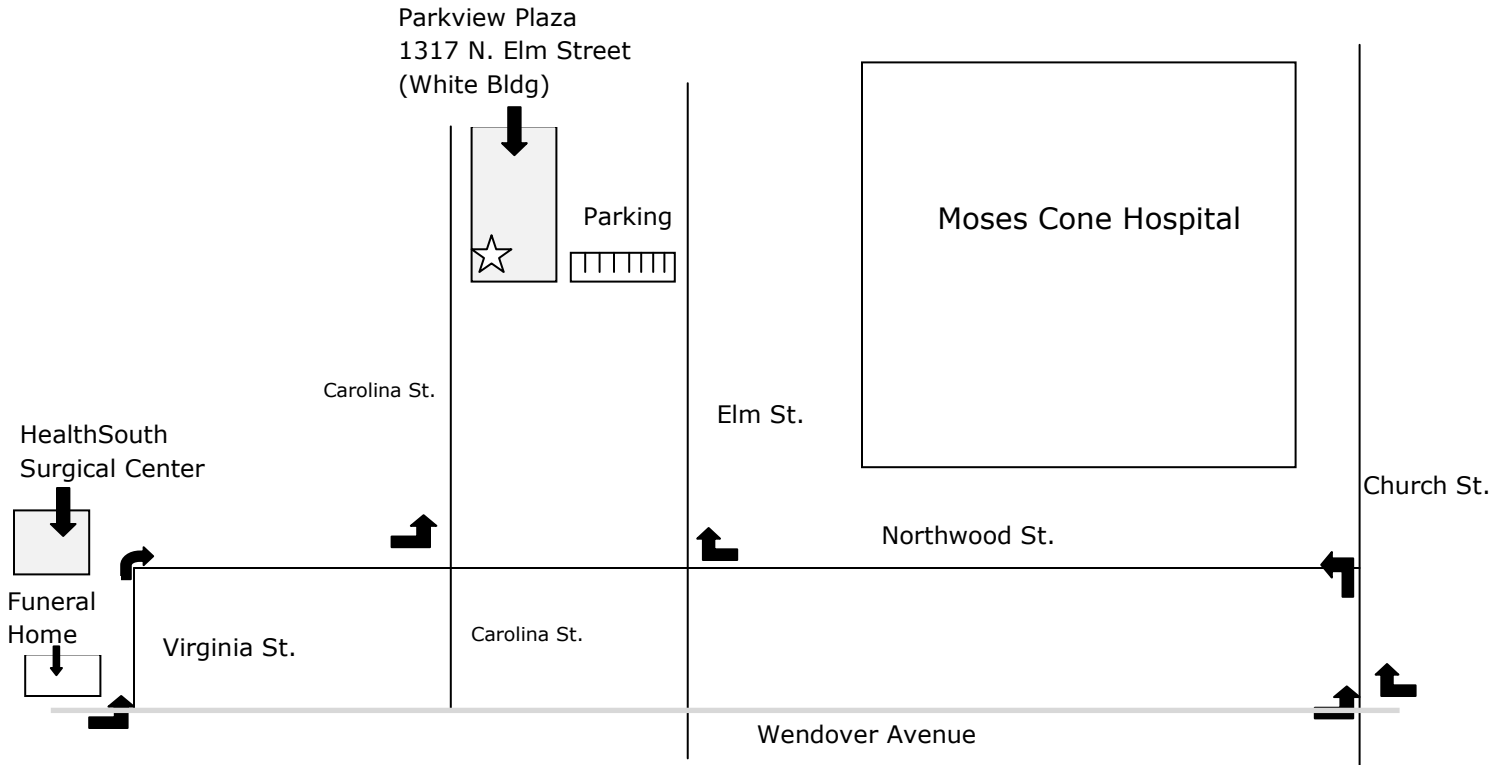 Parkview Plaza
1317 N. Elm Street
(White Bldg)
Parking
Moses Cone Hospital
Carolina St.
Elm St.
HealthSouth
Surgical Center
Church St.
Northwood St.
Funeral
Home
Virginia St.
Carolina St.
Wendover Avenue